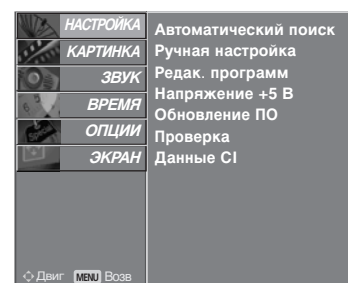 НАСТРОЙКА
КАРТИНКА
ЗВУК
ВРЕМЯ
ОПЦИИ
ЭКРАН
Автоматический поиск
Ручная настройка
Редак. программ
Напряжение +5 В
Обновление ПО
Проверка
Данные CI
Двиг MENU Возв